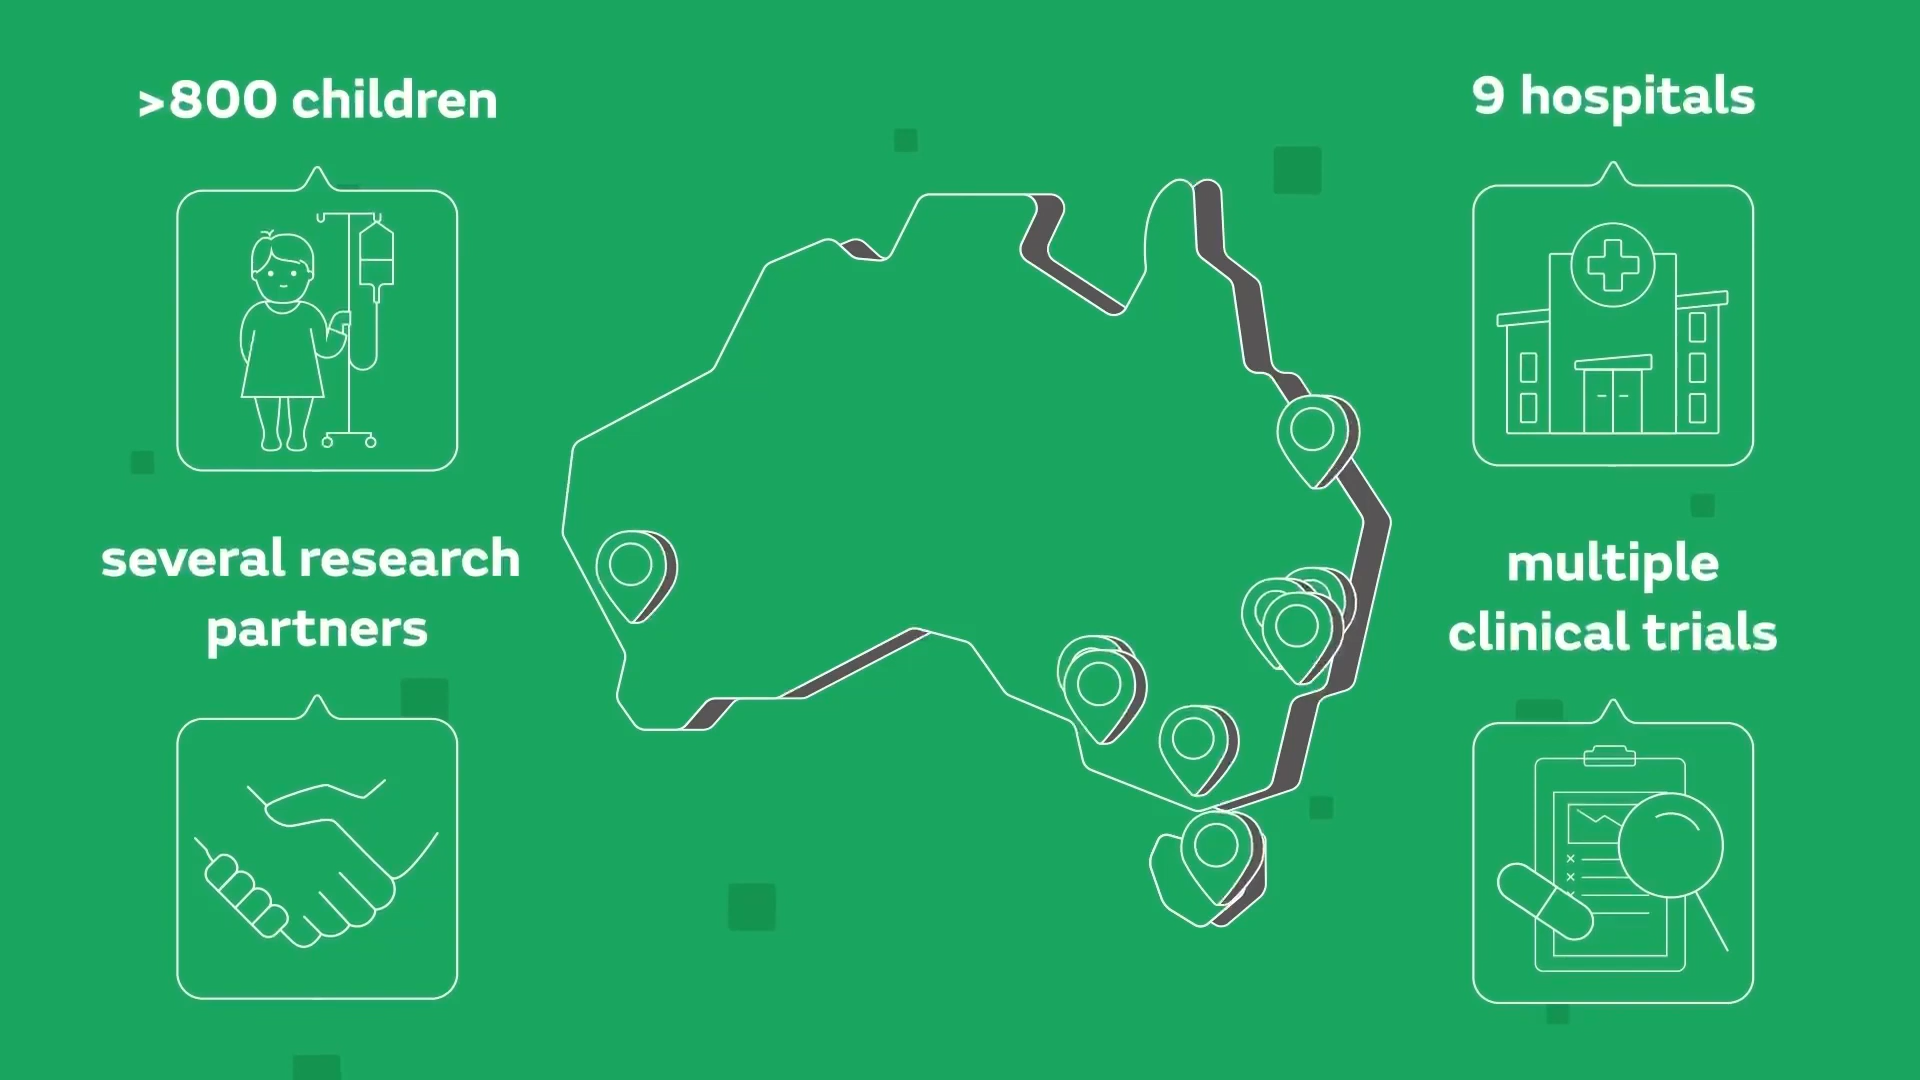 >800 children
9 hospitals
several research
partners
multiple
clinical trials